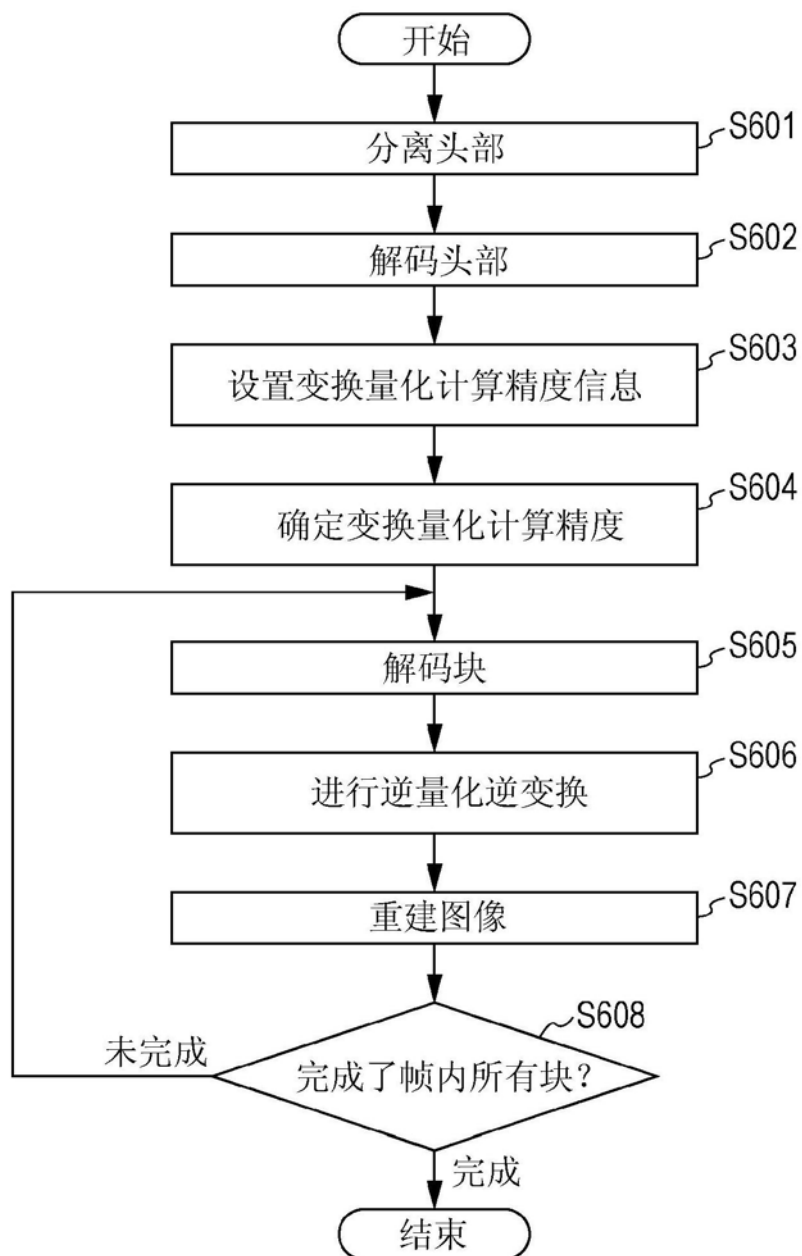 开始
S601
分离头部
S602
解码头部
S603
设置变换量化计算精度信息
S604
确定变换量化计算精度
S605
解码块
S606
进行逆量化逆变换
S607
重建图像
S608
未完成
完成了帧内所有块？
完成
结束